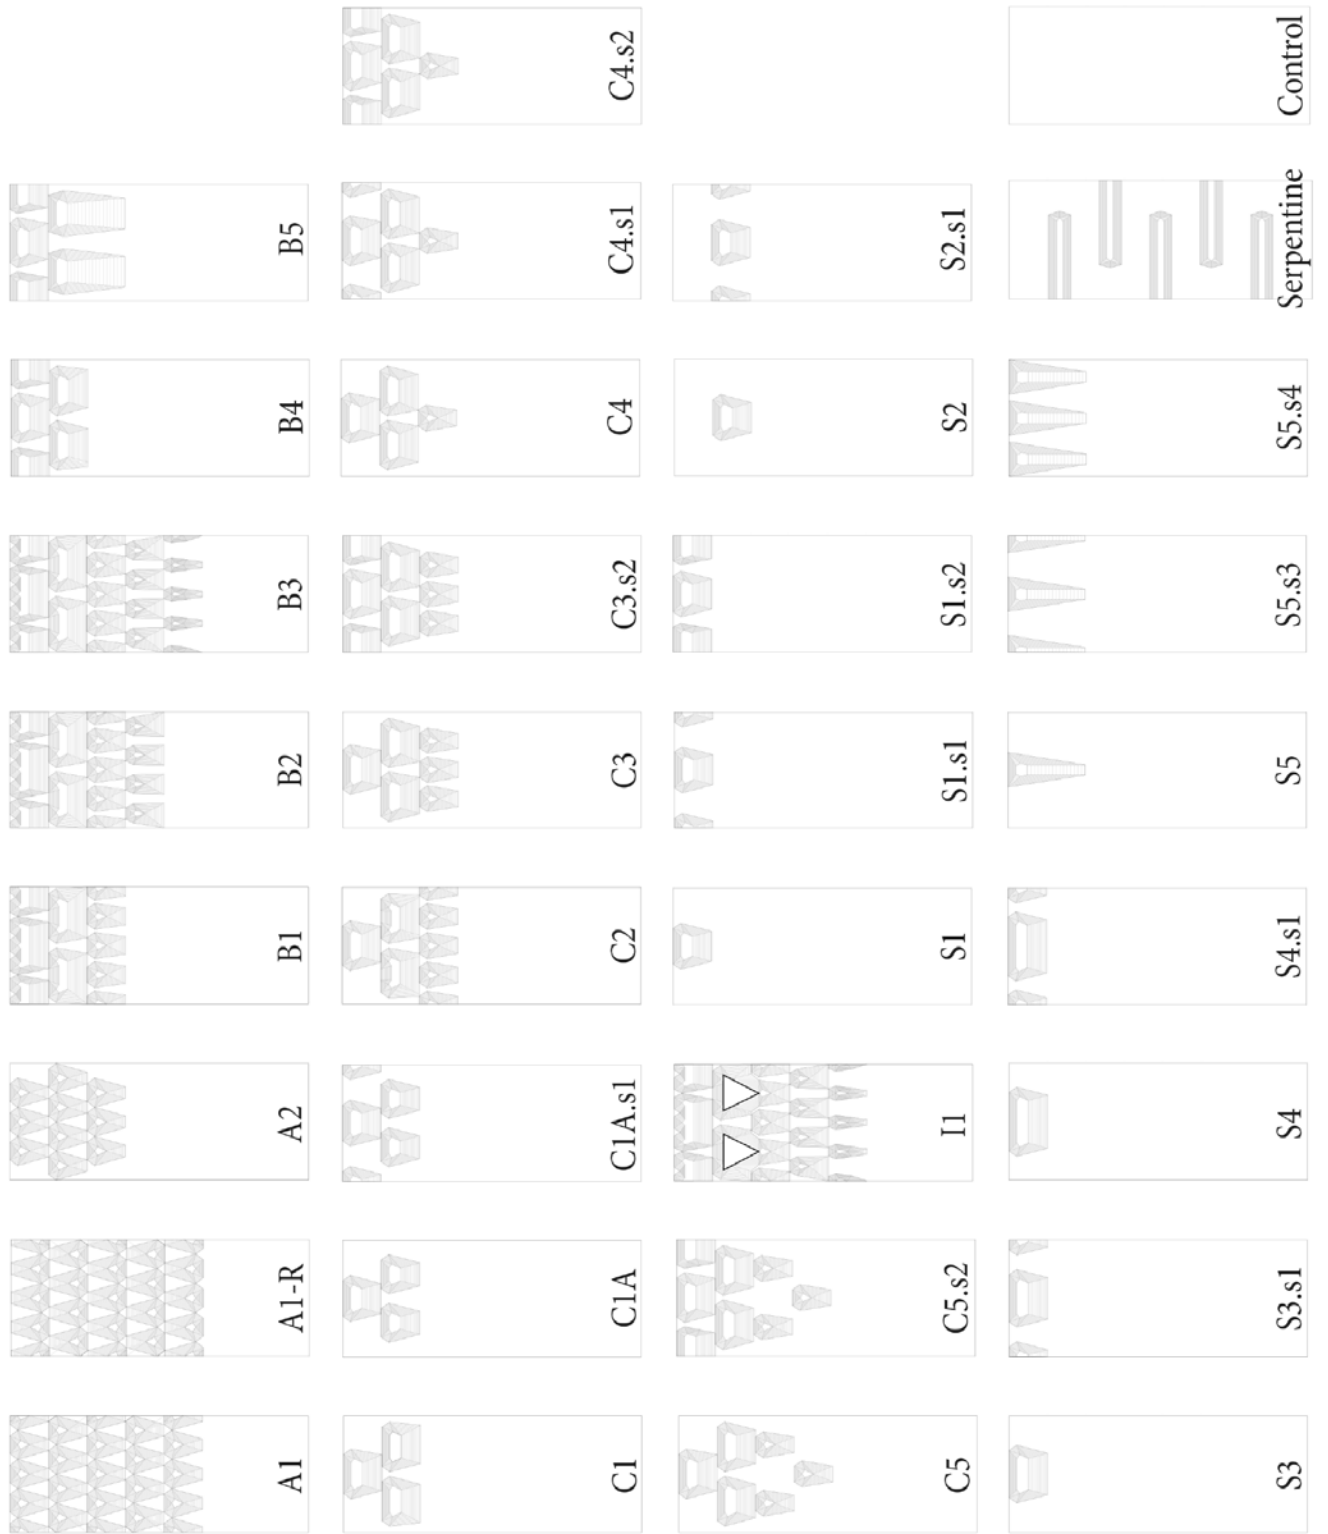 A1 A1-R A2 B1 B2 B3 B4 B5
C1 C1A C1A.s1 C2 C3 C3.s2 C4 C4.s1 C4.s2
C5 C5.s2 I1 S1 S1.s1 S1.s2 S2 S2.s1
S3 S3.s1 S4 S4.s1 S5 S5.s3 S5.s4 Serpentine Control